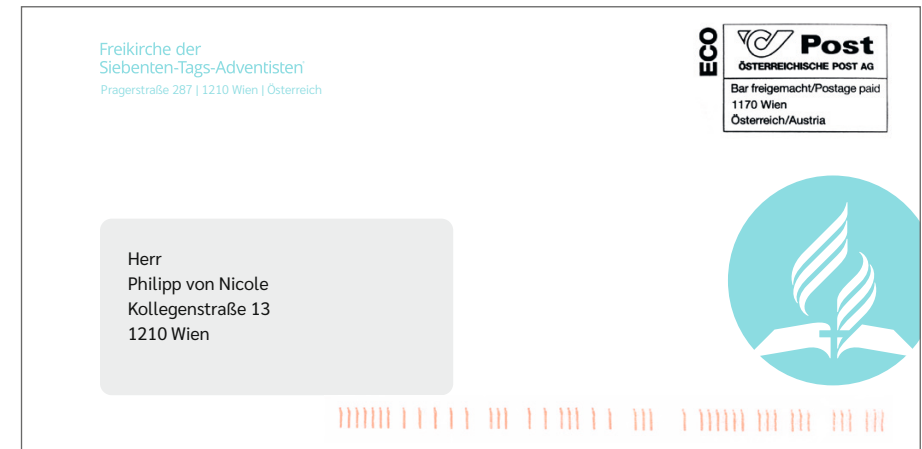 Freikirche der
Siebenten-Tags-Adventisten
Pragerstraße 287 | 1210 Wien | Österreich
ECO
Post
ÖSTERREICHISCHE POST AG
Bar freigemacht/Postage paid
1170 Wien
Österreich/Austria
Herr
Philipp von Nicole
Kollegenstraße 13
1210 Wien